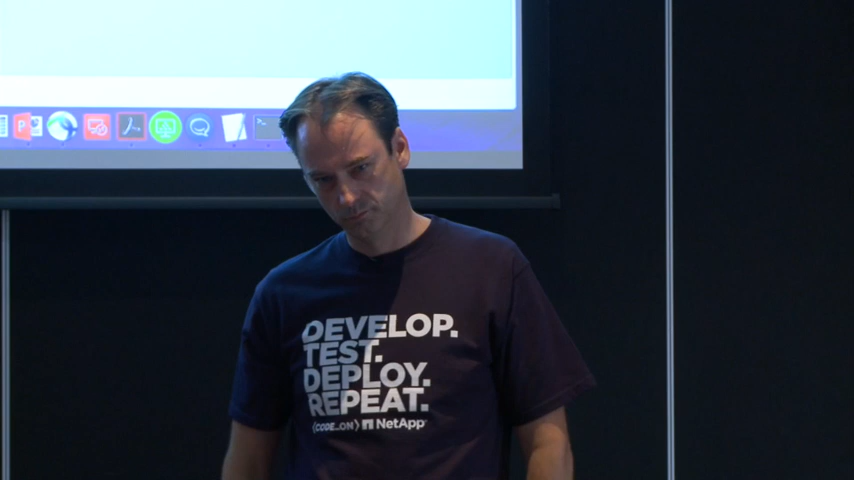 P
>_
DEVELOP.
TEST.
DEPLOY.
REPEAT.
{CODE_ON} NetApp